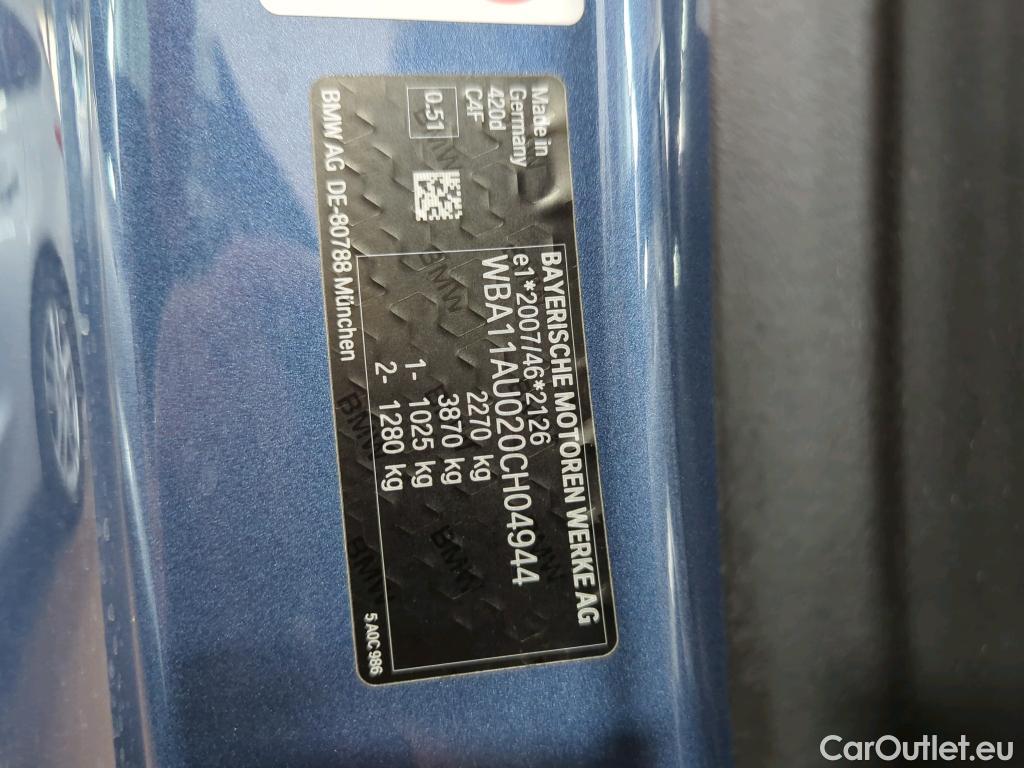 Made in
Germany
420d
C4F
0.51
BAYERISCHE MOTOREN WERKE AG
e1*2007/46*2126
WBA11AU020CH04944
2270 kg
3870 kg
1- 1025 kg
2- 1280 kg
BMW AG DE-80788 München
5 A0C 986
CarOutlet.eu